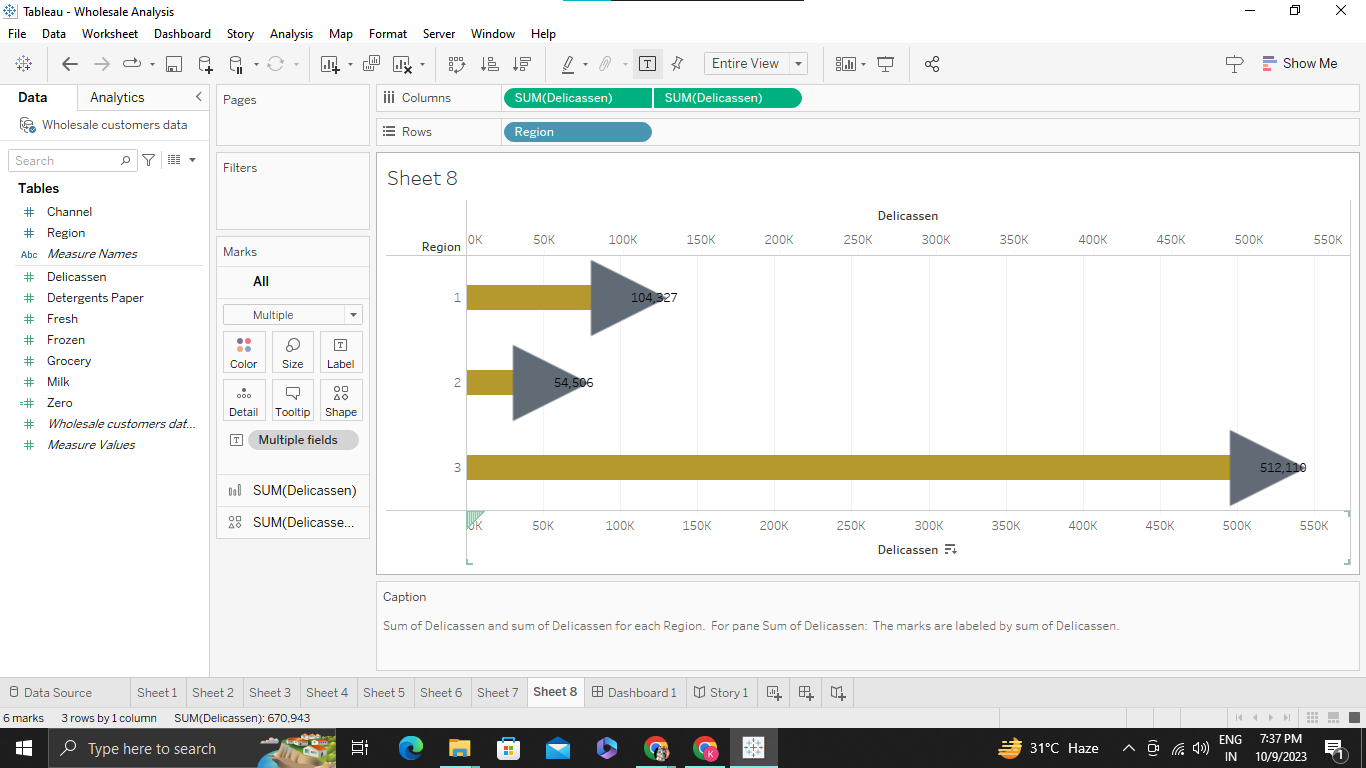 Tableau - Wholesale Analysis
File Data Worksheet Dashboard Story Analysis Map Format Server Window Help
Entire View
Show Me
Data Analytics
Wholesale customers data
Search
Tables
Channel
Region
Abc Measure Names
Delicassen
Detergents Paper
Fresh
Frozen
Grocery
Milk
Zero
Wholesale customers dat...
Measure Values
Pages
Filters
Marks
All
Multiple
Color Size Label
Detail Tooltip Shape
Multiple fields
SUM(Delicassen)
SUM(Delicasse...
Columns SUM(Delicassen) SUM(Delicassen)
Rows Region
Sheet 8
Delicassen
Region 0K 50K 100K 150K 200K 250K 300K 350K 400K 450K 500K 550K
1 104,327
2 54,506
3 512,110
0K 50K 100K 150K 200K 250K 300K 350K 400K 450K 500K 550K
Delicassen
Caption
Sum of Delicassen and sum of Delicassen for each Region. For pane Sum of Delicassen: The marks are labeled by sum of Delicassen.
Data Source Sheet 1 Sheet 2 Sheet 3 Sheet 4 Sheet 5 Sheet 6 Sheet 7 Sheet 8 Dashboard 1 Story 1
6 marks 3 rows by 1 column SUM(Delicassen): 670,943
Type here to search
K
31°C Haze
ENG
IN
7:37 PM
10/9/2023
1